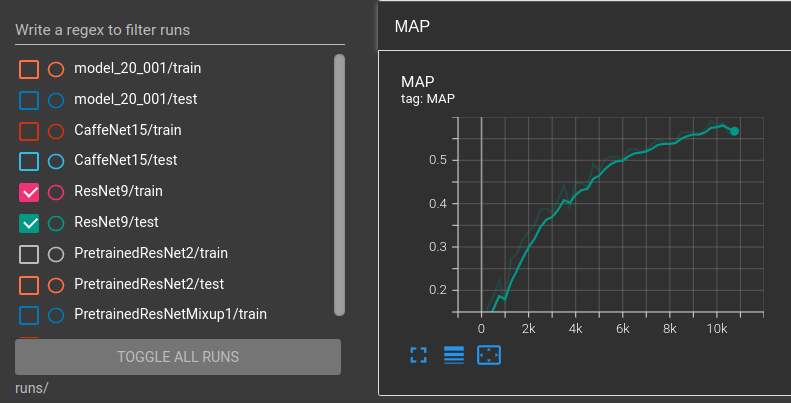 Write a regex to filter runs
model_20_001/train
model_20_001/test
CaffeNet15/train
CaffeNet15/test
ResNet9/train
ResNet9/test
PretrainedResNet2/train
PretrainedResNet2/test
PretrainedResNetMixup1/train
TOGGLE ALL RUNS
runs/
MAP
MAP
tag: MAP
0.5
0.4
0.3
0.2
0 2k 4k 6k 8k 10k